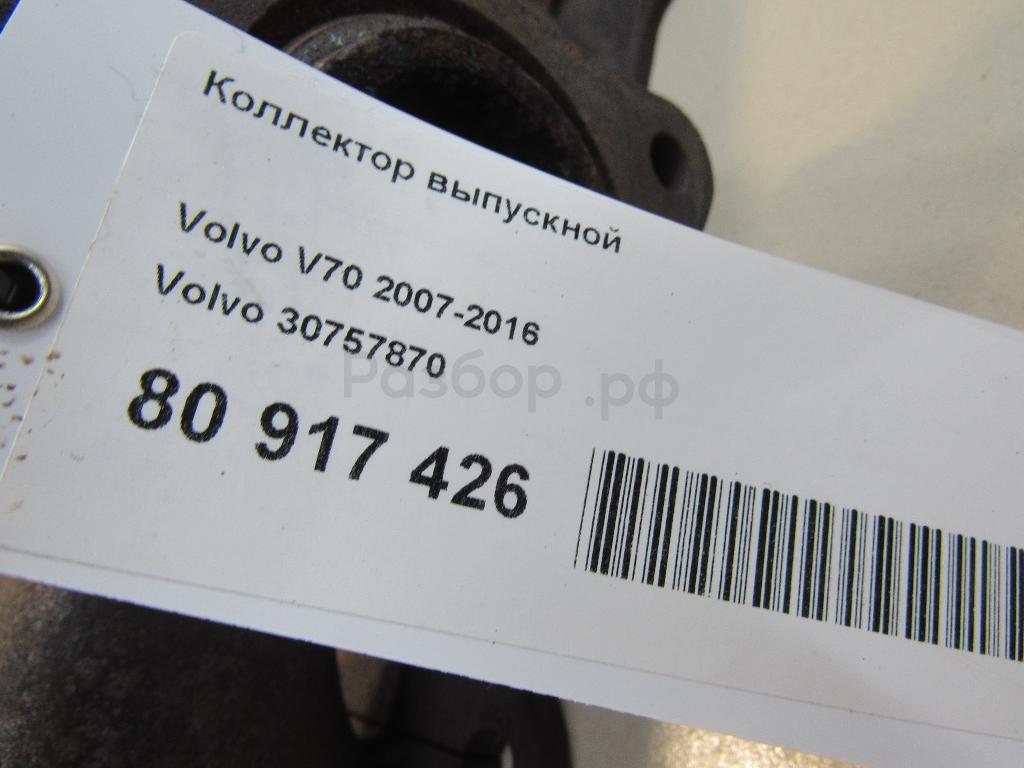 Коллектор выпускной
Volvo V70 2007-2016
Volvo 30757870
Разбор.рф
80 917 426